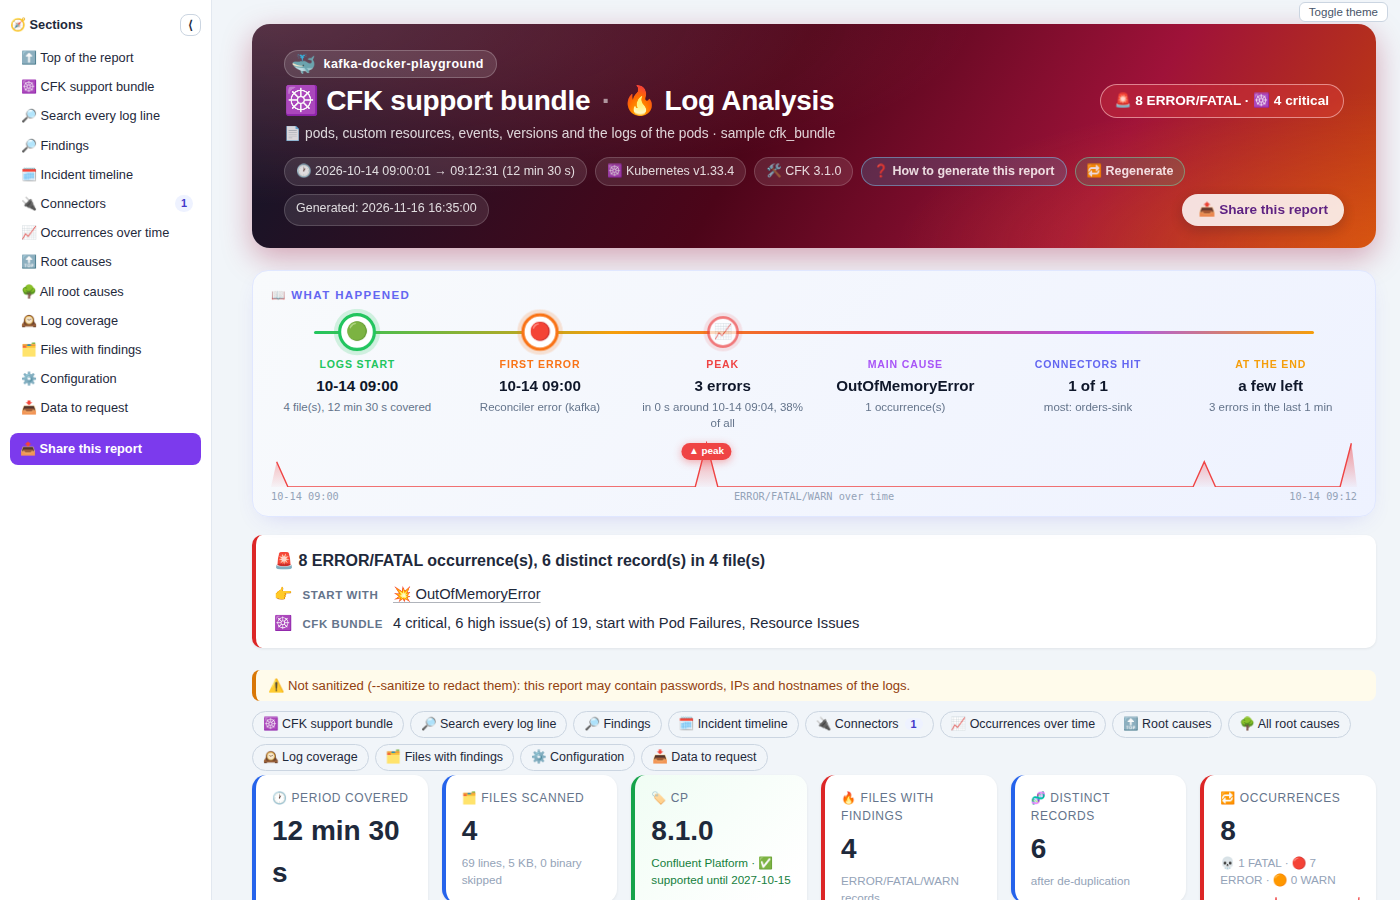 Sections
⟨
Top of the report
CFK support bundle
Search every log line
Findings
Incident timeline
Connectors 1
Occurrences over time
Root causes
All root causes
Log coverage
Files with findings
Configuration
Data to request
Share this report
Toggle theme
kafka-docker-playground
CFK support bundle · 🔥 Log Analysis
🚨 8 ERROR/FATAL · 4 critical
pods, custom resources, events, versions and the logs of the pods · sample cfk_bundle
2026-10-14 09:00:01 → 09:12:31 (12 min 30 s)
Kubernetes v1.33.4
CFK 3.1.0
❓ How to generate this report
Regenerate
Generated: 2026-11-16 16:35:00
Share this report
WHAT HAPPENED
LOGS START
10-14 09:00
4 file(s), 12 min 30 s covered
FIRST ERROR
10-14 09:00
Reconciler error (kafka)
PEAK
3 errors
in 0 s around 10-14 09:04, 38%
of all
MAIN CAUSE
OutOfMemoryError
1 occurrence(s)
CONNECTORS HIT
1 of 1
most: orders-sink
AT THE END
a few left
3 errors in the last 1 min
▲ peak
10-14 09:00
ERROR/FATAL/WARN over time
10-14 09:12
8 ERROR/FATAL occurrence(s), 6 distinct record(s) in 4 file(s)
START WITH OutOfMemoryError
CFK BUNDLE 4 critical, 6 high issue(s) of 19, start with Pod Failures, Resource Issues
⚠️ Not sanitized (--sanitize to redact them): this report may contain passwords, IPs and hostnames of the logs.
CFK support bundle
Search every log line
Findings
Incident timeline
Connectors 1
Occurrences over time
Root causes
All root causes
Log coverage
Files with findings
Configuration
Data to request
PERIOD COVERED
12 min 30
s
FILES SCANNED
4
69 lines, 5 KB, 0 binary
skipped
CP
8.1.0
Confluent Platform · ✅
supported until 2027-10-15
FILES WITH
FINDINGS
4
ERROR/FATAL/WARN
records
DISTINCT
RECORDS
6
after de-duplication
OCCURRENCES
8
1 FATAL · 🔴 7
ERROR · 🟠 0 WARN